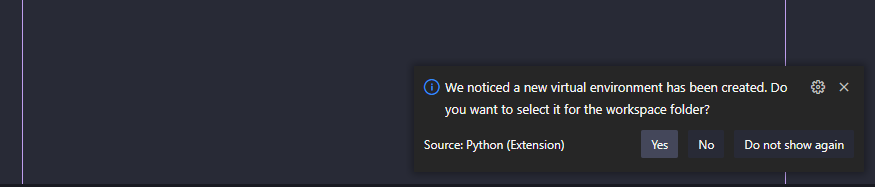 We noticed a new virtual environment has been created. Do
you want to select it for the workspace folder?
Source: Python (Extension)
Yes
No
Do not show again